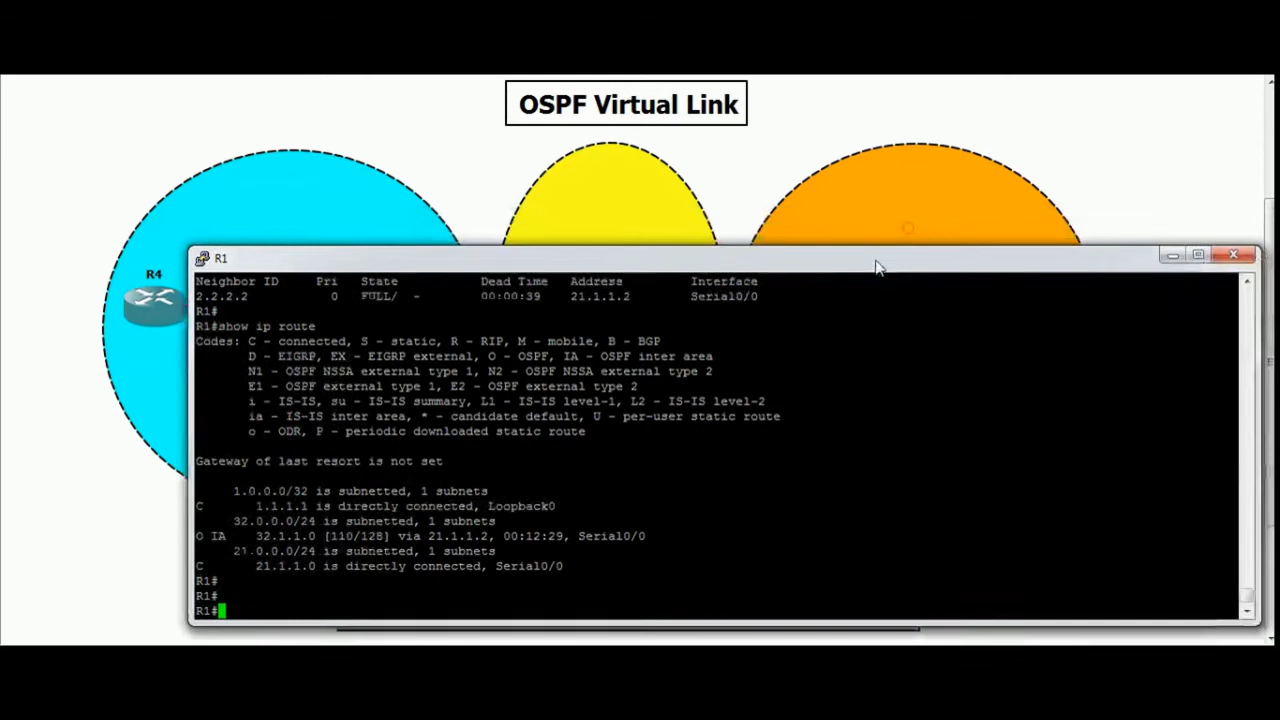 OSPF Virtual Link
R4
R1
Neighbor ID Pri State Dead Time Address Interface
2.2.2.2 0 FULL/ - 00:00:39 21.1.1.2 Serial0/0
R1#
R1#show ip route
Codes: C - connected, S - static, R - RIP, M - mobile, B - BGP
D - EIGRP, EX - EIGRP external, O - OSPF, IA - OSPF inter area
N1 - OSPF NSSA external type 1, N2 - OSPF NSSA external type 2
E1 - OSPF external type 1, E2 - OSPF external type 2
i - IS-IS, su - IS-IS summary, L1 - IS-IS level-1, L2 - IS-IS level-2
ia - IS-IS inter area, * - candidate default, U - per-user static route
o - ODR, P - periodic downloaded static route
Gateway of last resort is not set
1.0.0.0/32 is subnetted, 1 subnets
C 1.1.1.1 is directly connected, Loopback0
32.0.0.0/24 is subnetted, 1 subnets
O IA 32.1.1.0 [110/128] via 21.1.1.2, 00:12:29, Serial0/0
21.0.0.0/24 is subnetted, 1 subnets
C 21.1.1.0 is directly connected, Serial0/0
R1#
R1#
R1#